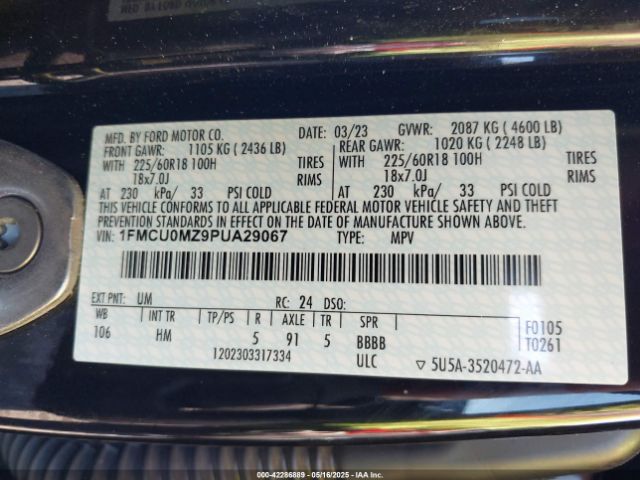 MFD. BY FORD MOTOR CO.
DATE: 03/23 GVWR: 2087 KG ( 4600 LB)
FRONT GAWR: 1105 KG ( 2436 LB)
REAR GAWR: 1020 KG ( 2248 LB)
WITH 225/60R18 100H TIRES
WITH 225/60R18 100H TIRES
18x7.0J RIMS
18x7.0J RIMS
AT 230 kPa/ 33 PSI COLD
AT 230 kPa/ 33 PSI COLD
THIS VEHICLE CONFORMS TO ALL APPLICABLE FEDERAL MOTOR VEHICLE SAFETY AND THEFT
PREVENTION STANDARDS IN EFFECT ON THE DATE OF MANUFACTURE SHOWN ABOVE.
VIN: 1FMCU0MZ9PUA29067 TYPE: MPV
EXT PNT: UM RC: 24 DSO:
WB INT TR TP/PS R AXLE TR SPR
106 HM 5 91 5 BBBB
F0105
T0261
1202303317334 ULC ▽ 5U5A-3520472-AA
000-42286889 - 05/16/2025 - IAAI.com